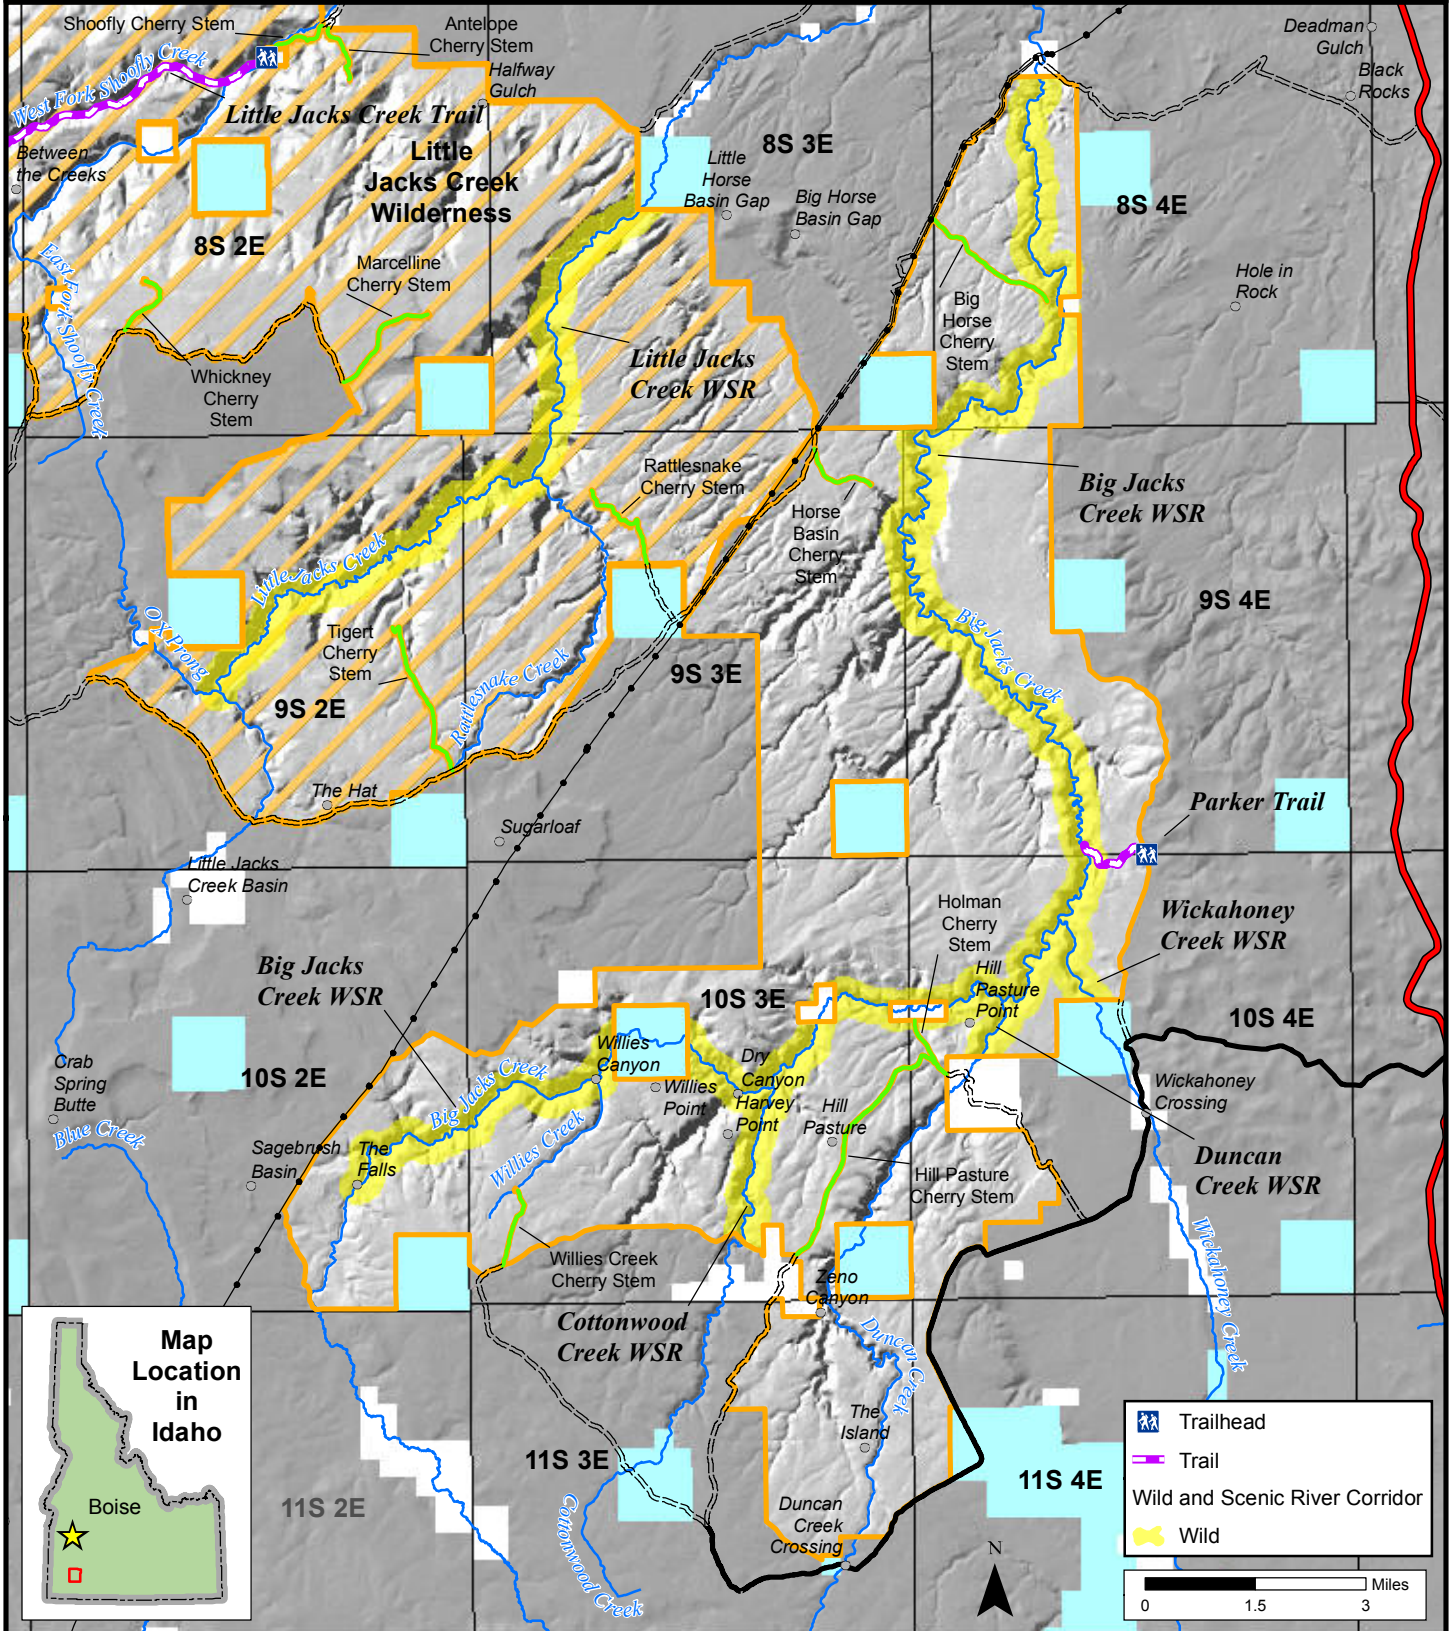 Shoofly Cherry Stem
Antelope
Cherry Stem
Halfway
Gulch
Deadman
Gulch
Black
Rocks
West Fork Shoofly Creek
Little Jacks Creek Trail
Between
the Creeks
Little
Jacks Creek
Wilderness
8S 3E
Little
Horse
Basin Gap
Big Horse
Basin Gap
8S 4E
8S 2E
East Fork Shoofly Creek
Marcelline
Cherry Stem
Hole in
Rock
Big
Horse
Cherry
Stem
Whickney
Cherry
Stem
Little Jacks
Creek WSR
Rattlesnake
Cherry Stem
Big Jacks
Creek WSR
Horse
Basin
Cherry
Stem
Little Jacks Creek
9S 4E
O X Prong
Tigert
Cherry
Stem
Big Jacks Creek
Rattlesnake Creek
9S 3E
9S 2E
The Hat
Parker Trail
Sugarloaf
Little Jacks
Creek Basin
Holman
Cherry
Stem
Wickahoney
Creek WSR
Big Jacks
Creek WSR
Hill
Pasture
Point
10S 3E
10S 4E
Crab
Spring
Butte
10S 2E
Willies
Canyon
Dry
Canyon
Willies
Point
Harvey
Point
Hill
Pasture
Wickahoney
Crossing
Big Jacks Creek
Blue Creek
Sagebrush
Basin
The
Falls
Willies Creek
Hill Pasture
Cherry Stem
Duncan
Creek WSR
Willies Creek
Cherry Stem
Zeno
Canyon
Wickahoney Creek
Cottonwood
Creek WSR
Duncan Creek
Map
Location
in
Idaho
Boise
The
Island
11S 3E
11S 4E
11S 2E
Duncan
Creek
Crossing
Cottonwood Creek
N
Trailhead
Trail
Wild and Scenic River Corridor
Wild
Miles
0 1.5 3